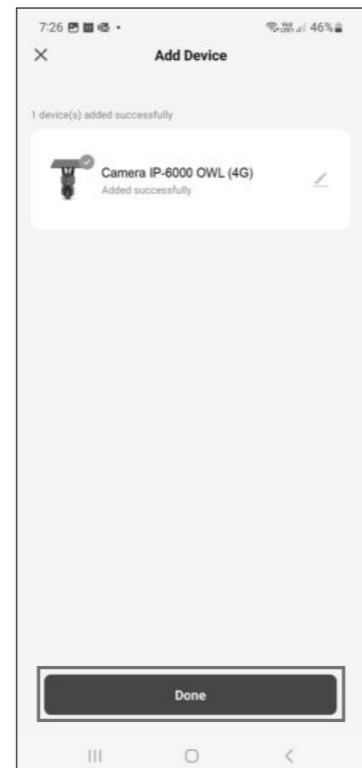 7:26
46%
Add Device
1 device(s) added successfully
Camera IP-6000 OWL (4G)
Added successfully
Done